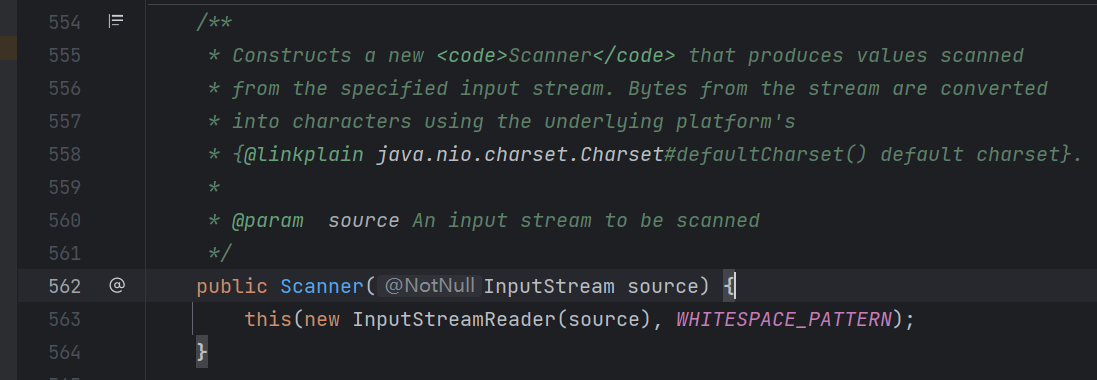 554 /**
555 * Constructs a new <code>Scanner</code> that produces values scanned
556 * from the specified input stream. Bytes from the stream are converted
557 * into characters using the underlying platform's
558 * {@linkplain java.nio.charset.Charset#defaultCharset() default charset}.
559 *
560 * @param  source An input stream to be scanned
561 */
562 @ public Scanner( @NotNull InputStream source) {
563 this(new InputStreamReader(source), WHITESPACE_PATTERN);
564 }